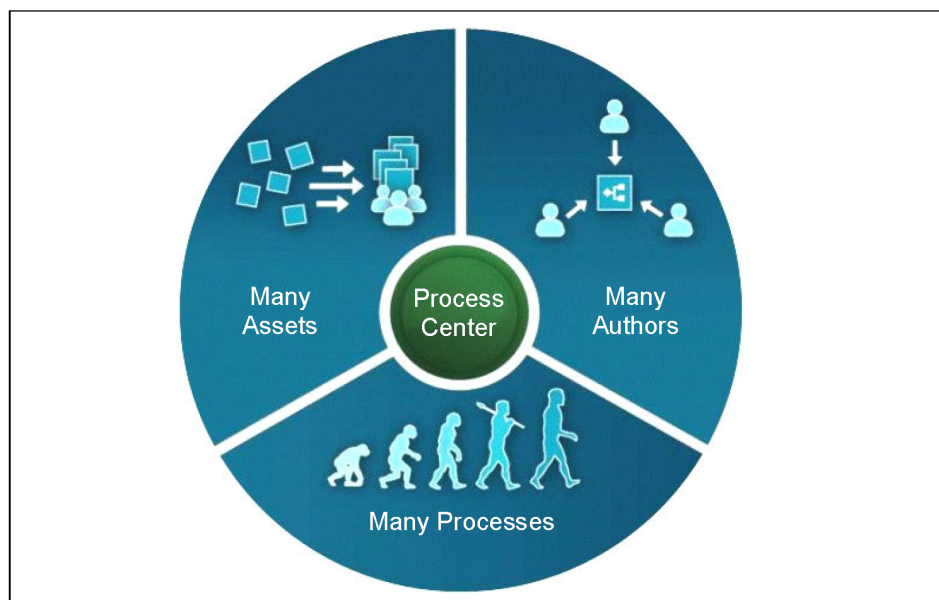 Many
Assets
Process
Center
Many
Authors
Many Processes